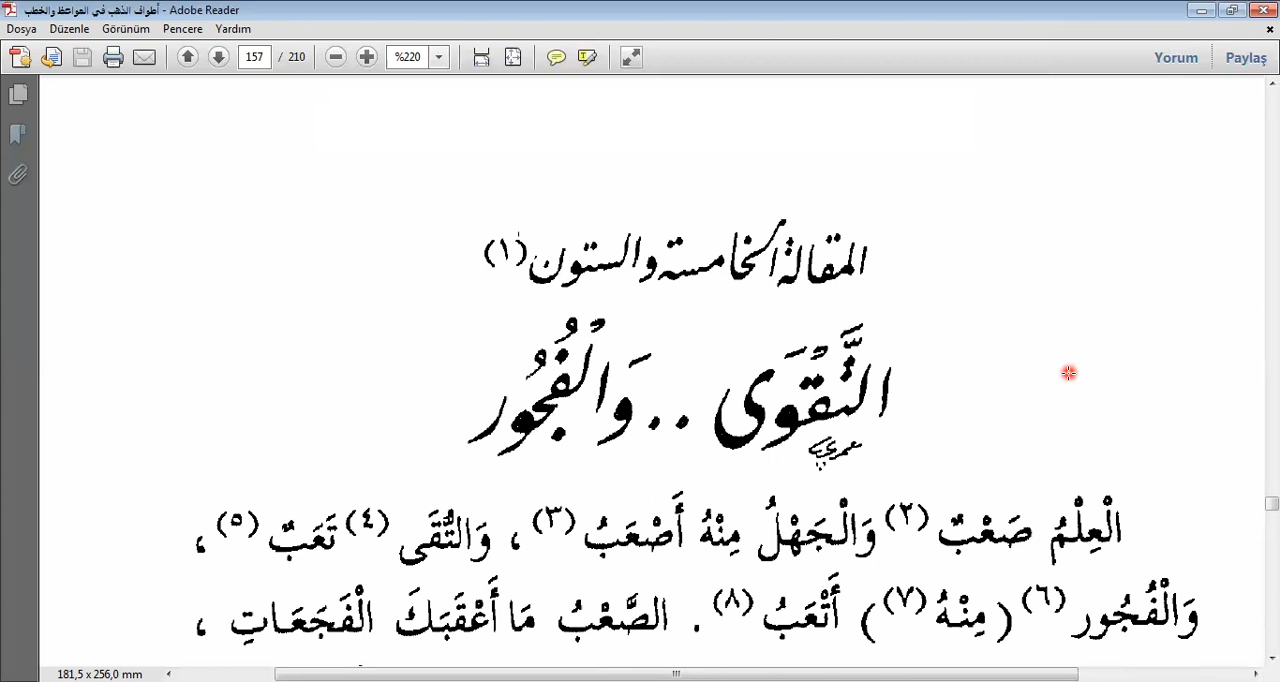 أطواف الذهب في المواعظ والخطب - Adobe Reader
Dosya Düzenle Görünüm Pencere Yardım
157 / 210 %220 Yorum Paylaş
المقالة الخامسة والستون (١)
التَّقْوَى .. وَالْفُجُور
الْعِلْمُ صَعْبٌ (٢) وَالْجَهْلُ مِنْهُ أَصْعَبُ (٣) ، وَالتُّقَى (٤) تَعَبٌ (٥) ،
وَالْفُجُور (٦) (مِنْهُ (٧) ) أَتْعَبُ (٨) . الصَّعْبُ مَا أَعْقَبَكَ الْفَجَعَاتِ ،
181,5 x 256,0 mm